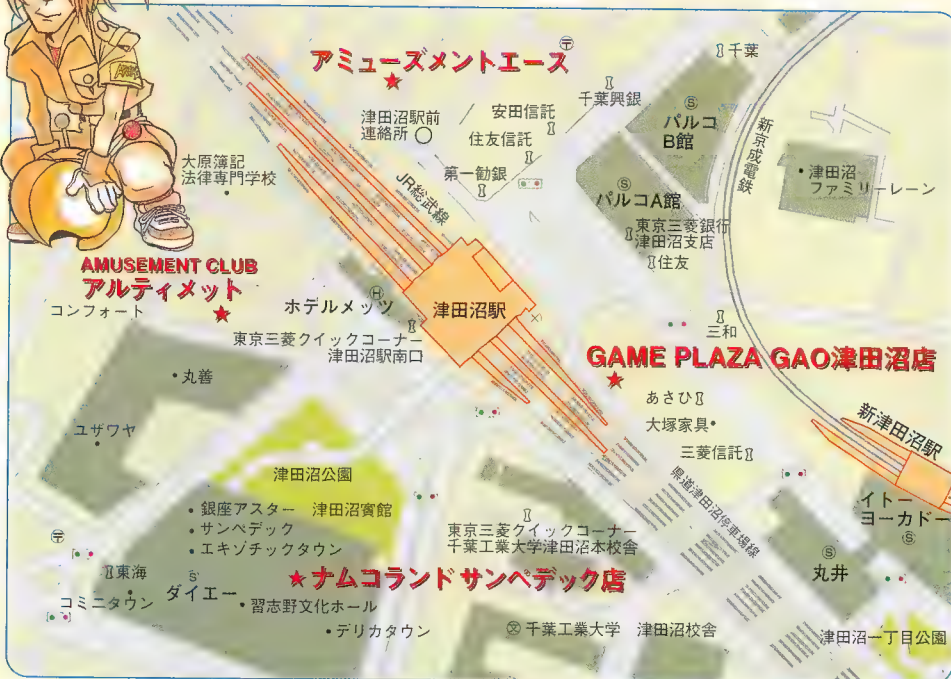 アミューズメントエース
千葉
千葉興銀
津田沼駅前
連絡所
安田信託
住友信託
第一勧銀
パルコ
B館
新京成電鉄
津田沼
ファミリーレーン
大原簿記
法律専門学校
JR総武線
パルコA館
東京三菱銀行
津田沼支店
住友
AMUSEMENT CLUB
アルティメット
コンフォート
ホテルメッツ
津田沼駅
東京三菱クイックコーナー
津田沼駅南口
三和
GAME PLAZA GAO津田沼店
丸善
あさひ
大塚家具
三菱信託
新津田沼駅
ユザワヤ
津田沼公園
県道津田沼停車場線
イトー
ヨーカドー
銀座アスター 津田沼賓館
サンペデック
エキゾチックタウン
東京三菱クイックコーナー
千葉工業大学津田沼本校舎
東海
ダイエー
ナムコランド サンペデック店
丸井
コミニタウン
習志野文化ホール
デリカタウン
千葉工業大学 津田沼校舎
津田沼一丁目公園